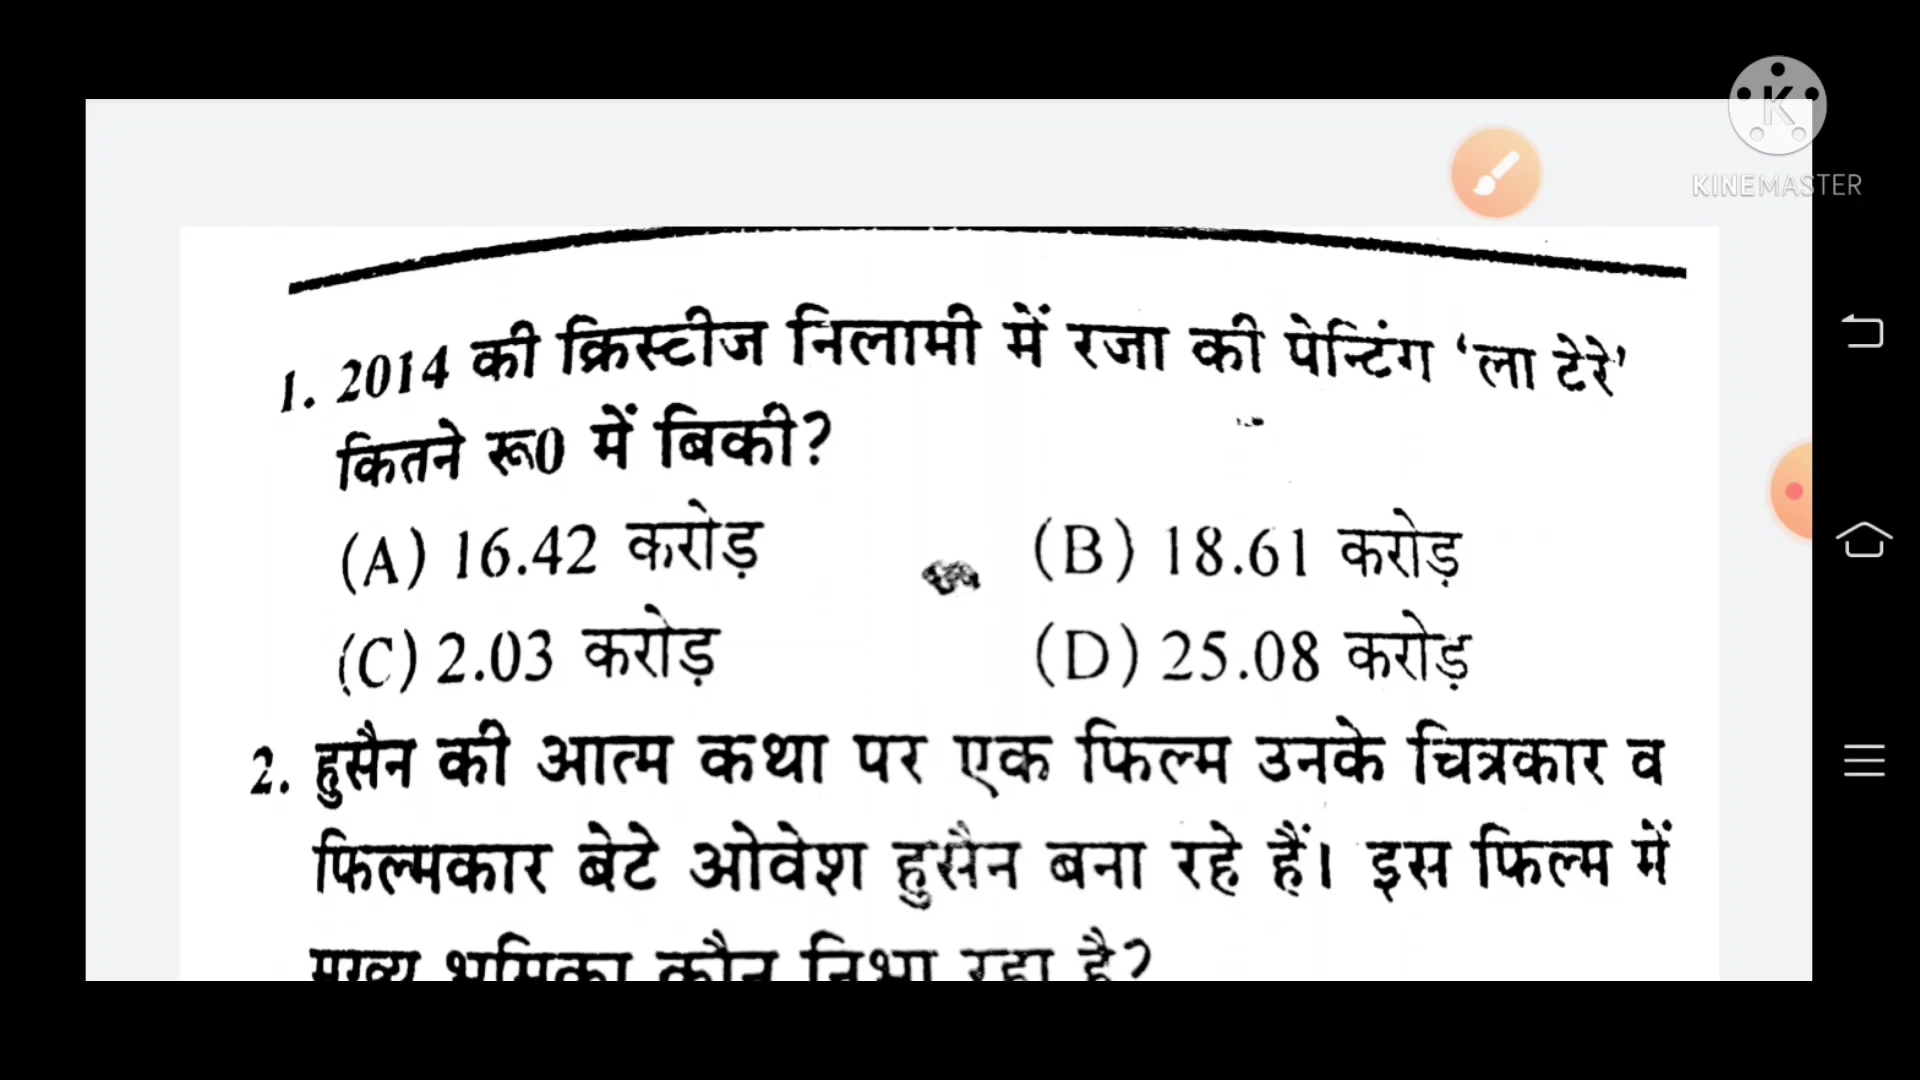 KINEMASTER
1. 2014 की क्रिस्टीज निलामी में रजा की पेन्टिंग ‘ला टेरे’
कितने रू0 में बिकी?
(A) 16.42 करोड़ (B) 18.61 करोड़
(C) 2.03 करोड़ (D) 25.08 करोड़
2. हुसैन की आत्म कथा पर एक फिल्म उनके चित्रकार व
फिल्मकार बेटे ओवेश हुसैन बना रहे हैं। इस फिल्म में
मुख्य भूमिका कौन निभा रहा है?